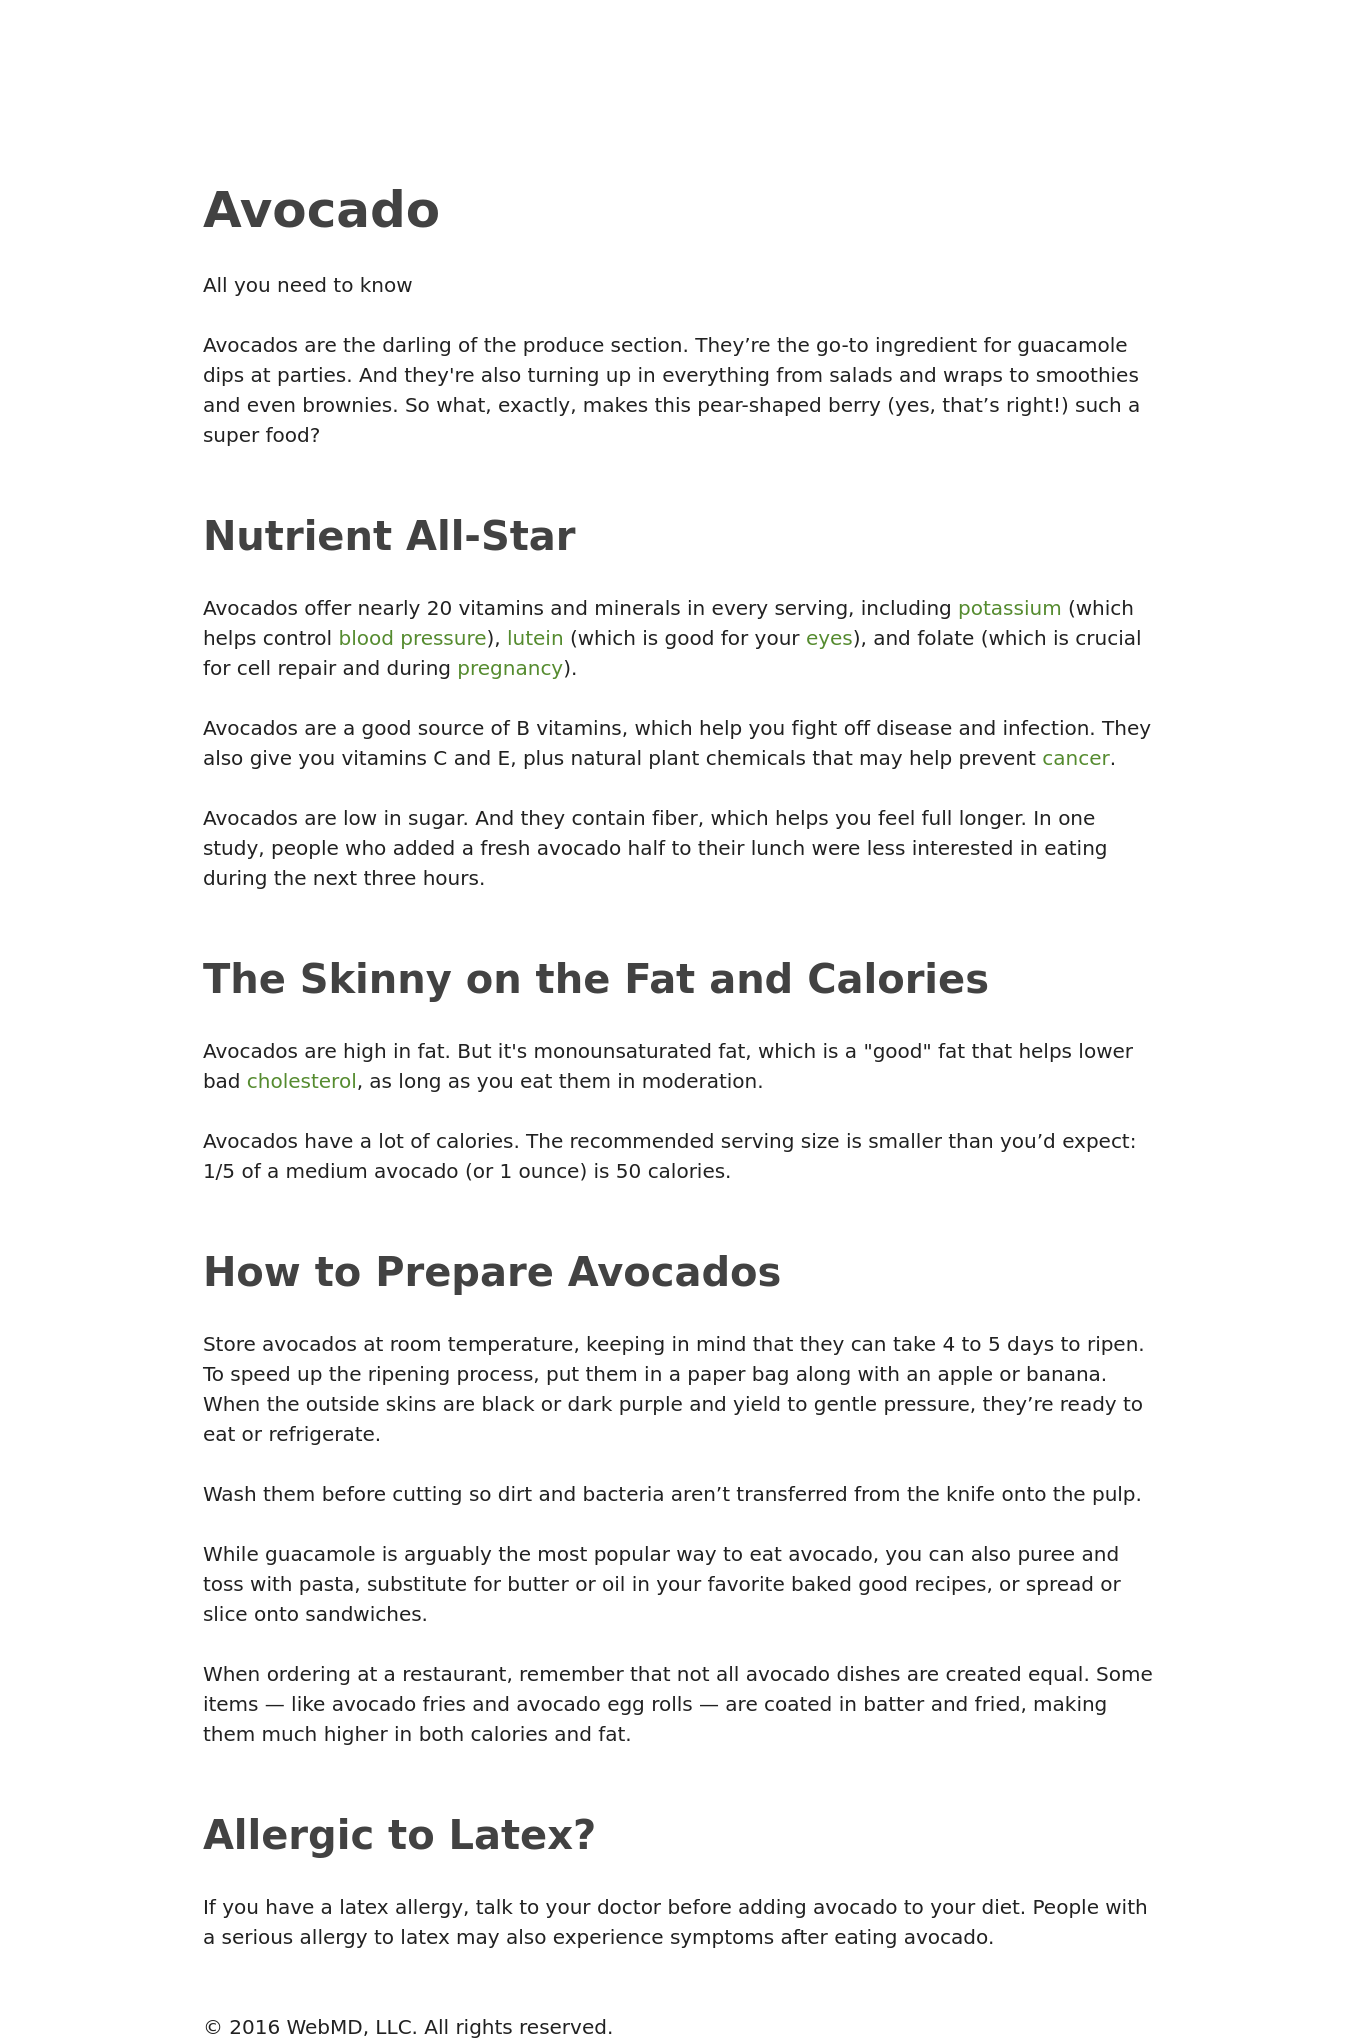 Avocado
All you need to know
Avocados are the darling of the produce section. They’re the go-to ingredient for guacamole
dips at parties. And they're also turning up in everything from salads and wraps to smoothies
and even brownies. So what, exactly, makes this pear-shaped berry (yes, that’s right!) such a
super food?
Nutrient All-Star
Avocados offer nearly 20 vitamins and minerals in every serving, including potassium (which
helps control blood pressure), lutein (which is good for your eyes), and folate (which is crucial
for cell repair and during pregnancy).
Avocados are a good source of B vitamins, which help you fight off disease and infection. They
also give you vitamins C and E, plus natural plant chemicals that may help prevent cancer.
Avocados are low in sugar. And they contain fiber, which helps you feel full longer. In one
study, people who added a fresh avocado half to their lunch were less interested in eating
during the next three hours.
The Skinny on the Fat and Calories
Avocados are high in fat. But it's monounsaturated fat, which is a "good" fat that helps lower
bad cholesterol, as long as you eat them in moderation.
Avocados have a lot of calories. The recommended serving size is smaller than you’d expect:
1/5 of a medium avocado (or 1 ounce) is 50 calories.
How to Prepare Avocados
Store avocados at room temperature, keeping in mind that they can take 4 to 5 days to ripen.
To speed up the ripening process, put them in a paper bag along with an apple or banana.
When the outside skins are black or dark purple and yield to gentle pressure, they’re ready to
eat or refrigerate.
Wash them before cutting so dirt and bacteria aren’t transferred from the knife onto the pulp.
While guacamole is arguably the most popular way to eat avocado, you can also puree and
toss with pasta, substitute for butter or oil in your favorite baked good recipes, or spread or
slice onto sandwiches.
When ordering at a restaurant, remember that not all avocado dishes are created equal. Some
items — like avocado fries and avocado egg rolls — are coated in batter and fried, making
them much higher in both calories and fat.
Allergic to Latex?
If you have a latex allergy, talk to your doctor before adding avocado to your diet. People with
a serious allergy to latex may also experience symptoms after eating avocado.
© 2016 WebMD, LLC. All rights reserved.